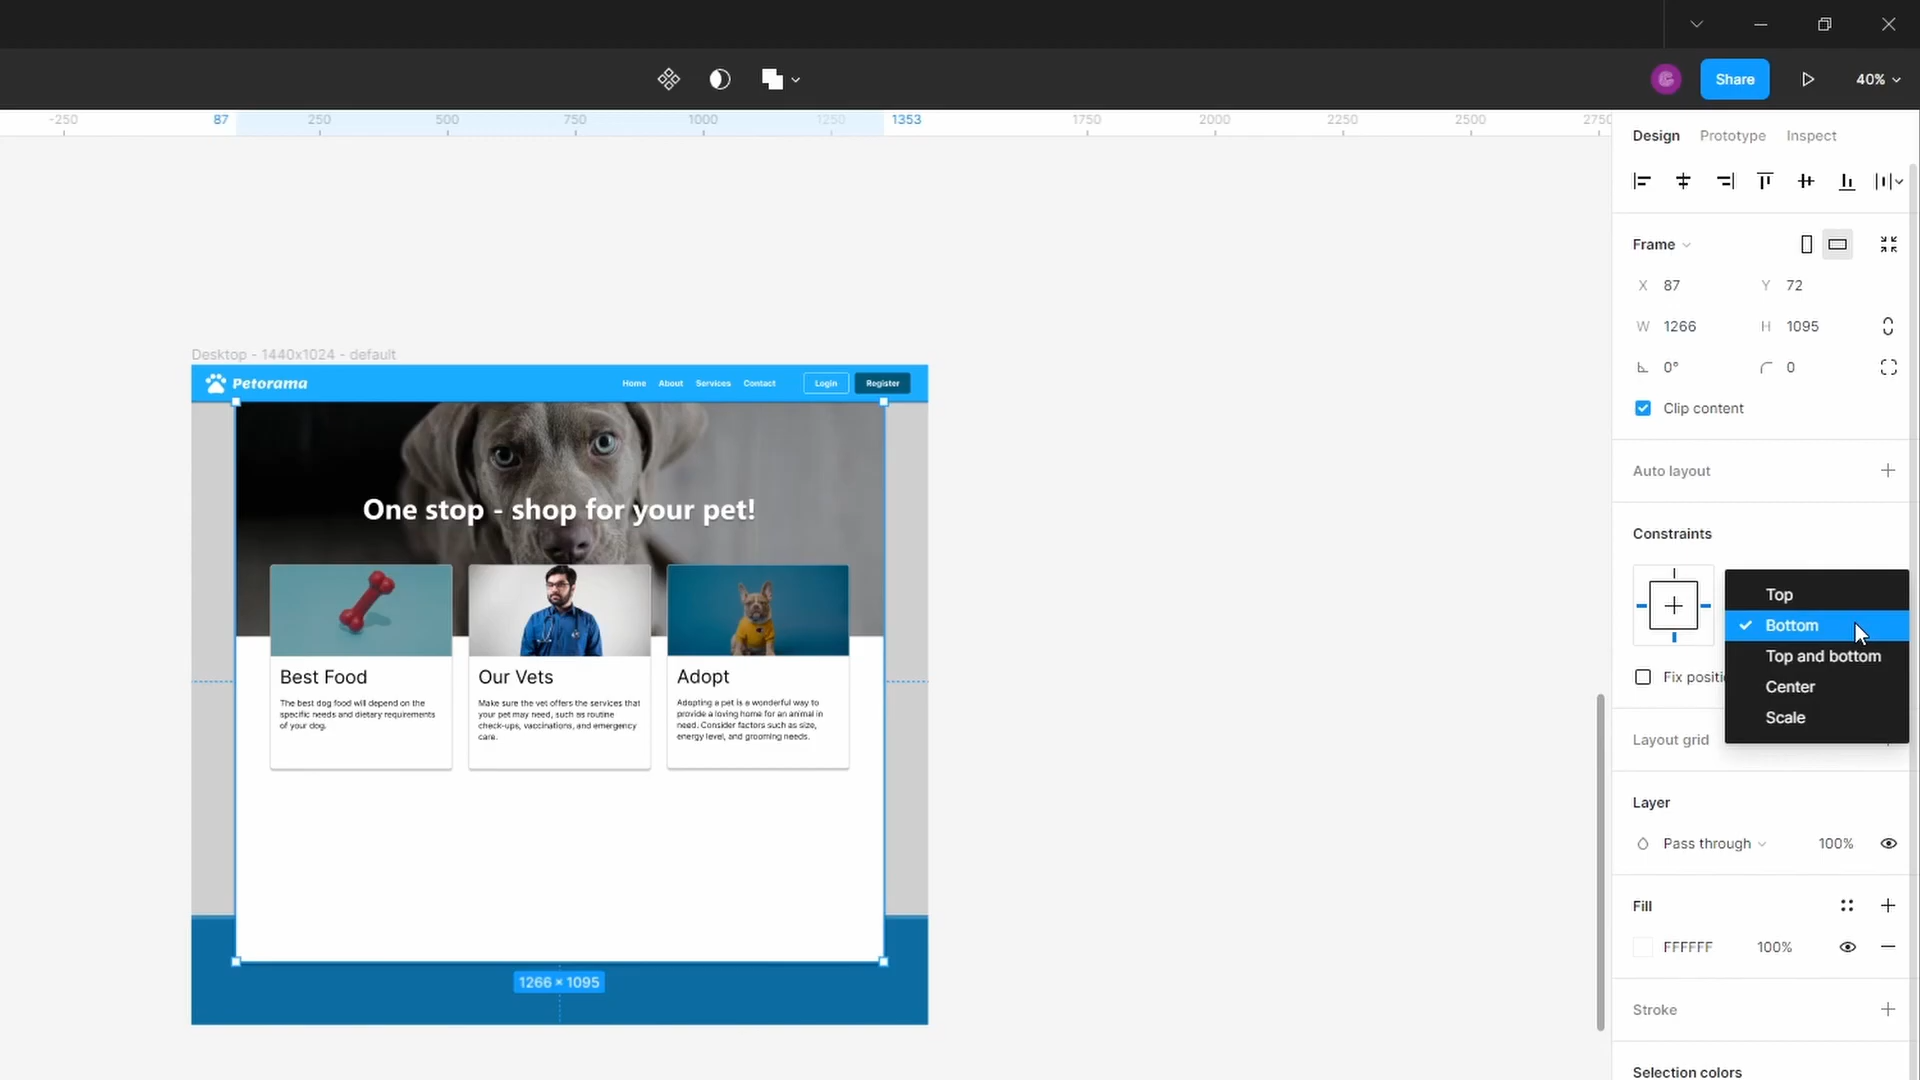 Share
40%
-250
87
250
500
750
1000
1250
1353
1750
2000
2250
2500
2750
Design Prototype Inspect
Frame
X 87 Y 72
W 1266 H 1095
0° 0
Clip content
Auto layout
Constraints
Top
Bottom
Top and bottom
Center
Scale
Layout grid
Layer
Pass through 100%
Fill
FFFFFF 100%
Stroke
Selection colors
Desktop - 1440x1024 - default
Petorama
Home About Services Contact Login Register
One stop - shop for your pet!
Best Food
The best dog food will depend on the
specific needs and dietary requirements
of your dog.
Our Vets
Make sure the vet offers the services that
your pet may need, such as routine
check-ups, vaccinations, and emergency
care.
Adopt
Adopting a pet is a wonderful way to
provide a loving home for an animal in
need. Consider factors such as size,
energy level, and grooming needs.
1266 × 1095